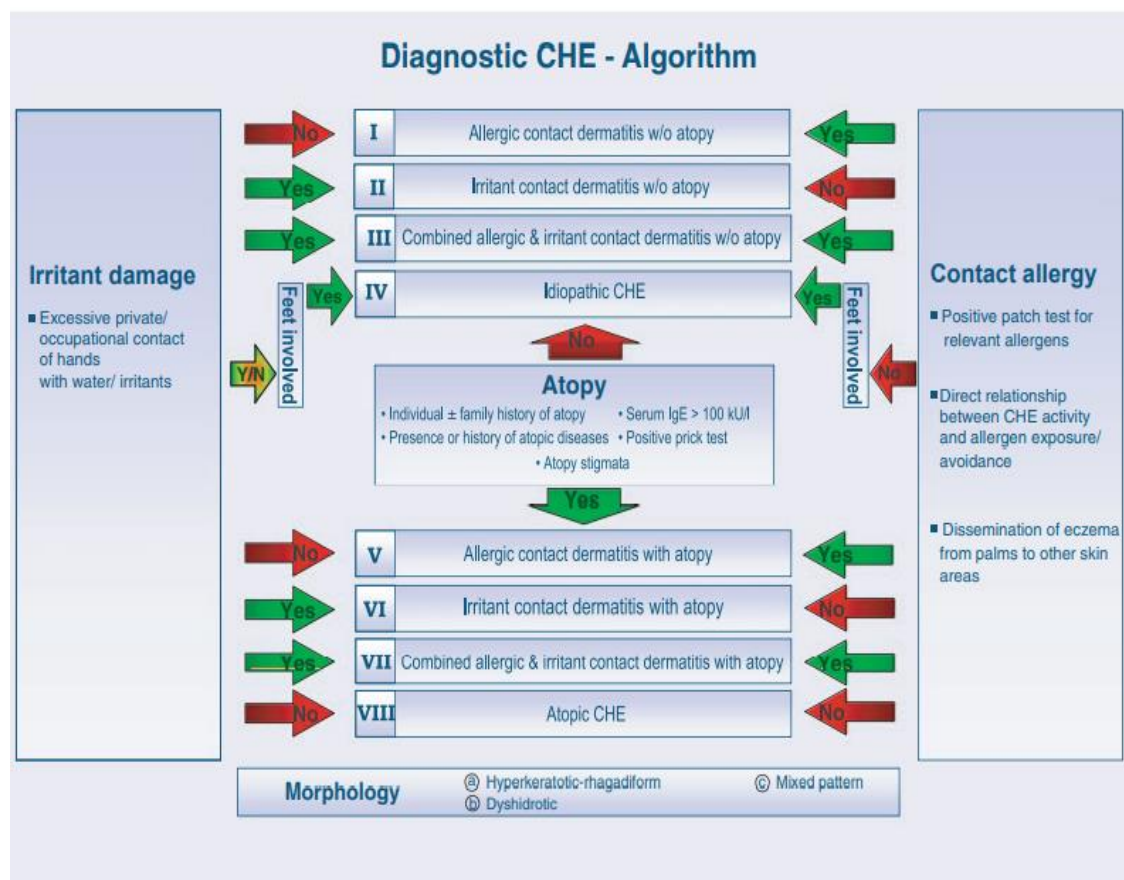 Diagnostic CHE - Algorithm
Irritant damage
▪ Excessive private/
occupational contact
of hands
with water/ irritants
No
I
Allergic contact dermatitis w/o atopy
Yes
Yes
II
Irritant contact dermatitis w/o atopy
No
Yes
III
Combined allergic & irritant contact dermatitis w/o atopy
Yes
Y/N
Feet involved
Yes
IV
Idiopathic CHE
Yes
Feet involved
No
No
Atopy
• Individual ± family history of atopy
• Serum IgE > 100 kU/l
• Presence or history of atopic diseases
• Positive prick test
• Atopy stigmata
Yes
No
V
Allergic contact dermatitis with atopy
Yes
Yes
VI
Irritant contact dermatitis with atopy
No
Yes
VII
Combined allergic & irritant contact dermatitis with atopy
Yes
No
VIII
Atopic CHE
No
Contact allergy
▪ Positive patch test for
relevant allergens
▪ Direct relationship
between CHE activity
and allergen exposure/
avoidance
▪ Dissemination of eczema
from palms to other skin
areas
Morphology
ⓐ Hyperkeratotic-rhagadiform
ⓑ Dyshidrotic
ⓒ Mixed pattern